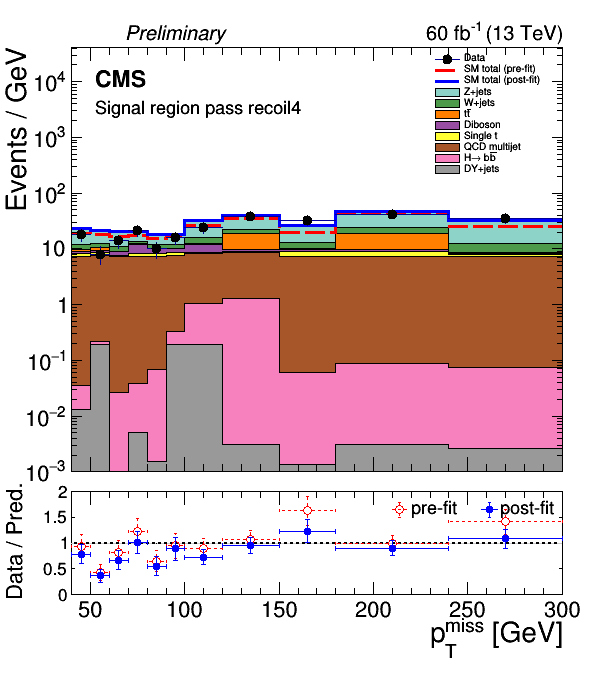 Preliminary 60 fb⁻¹ (13 TeV)
CMS
Signal region pass recoil4
Data
SM total (pre-fit)
SM total (post-fit)
Z+jets
W+jets
tt̅
Diboson
Single t
QCD multijet
H→ bb̅
DY+jets
Events / GeV
10⁴
10³
10²
10
1
10⁻¹
10⁻²
10⁻³
pre-fit post-fit
Data / Pred.
2
1.5
1
0.5
0
50 100 150 200 250 300
p_T^miss [GeV]